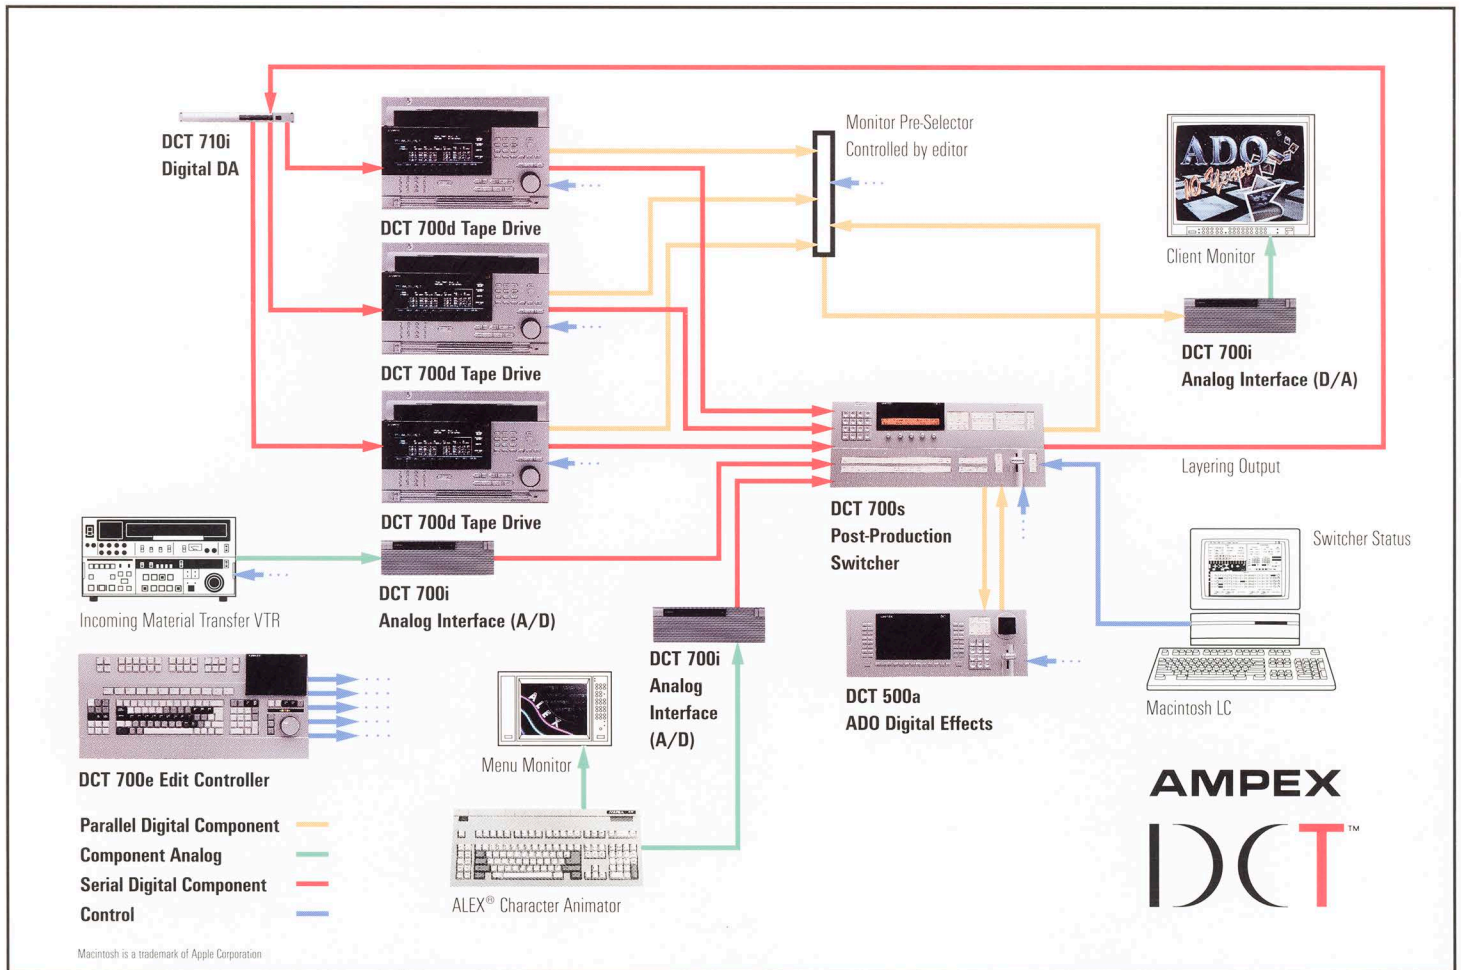 DCT 710i
Digital DA
DCT 700d Tape Drive
DCT 700d Tape Drive
DCT 700d Tape Drive
Monitor Pre-Selector
Controlled by editor
ADO
10 Years
Client Monitor
DCT 700i
Analog Interface (D/A)
Layering Output
DCT 700s
Post-Production
Switcher
Switcher Status
Incoming Material Transfer VTR
DCT 700i
Analog Interface (A/D)
DCT 700i
Analog
Interface
(A/D)
AMPEX
DCT 500a
ADO Digital Effects
Macintosh LC
AMPEX
DCT 700e Edit Controller
ALEX
Menu Monitor
ALEX® Character Animator
Parallel Digital Component
Component Analog
Serial Digital Component
Control
AMPEX
DCT™
Macintosh is a trademark of Apple Corporation